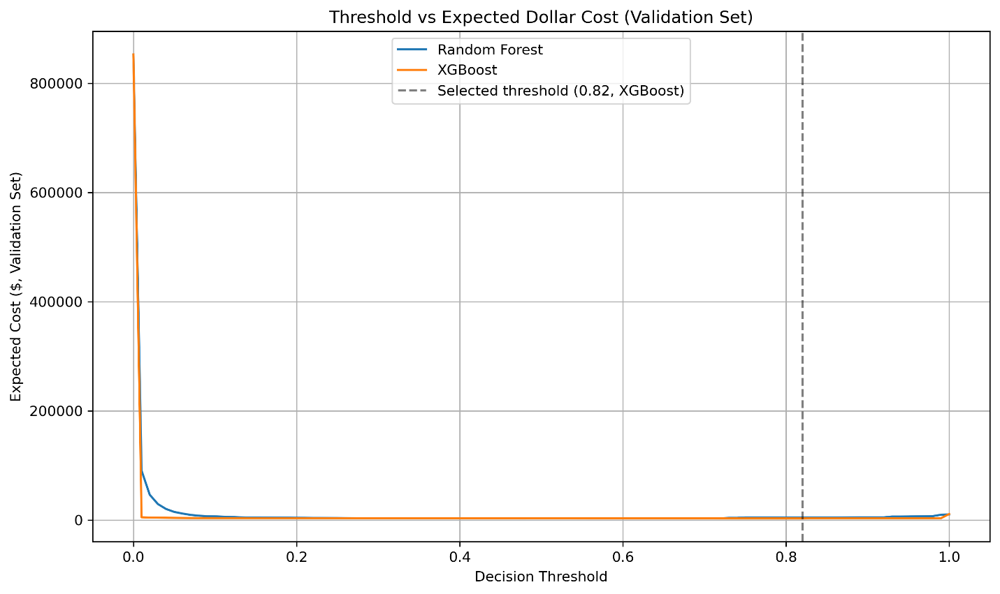 Threshold vs Expected Dollar Cost (Validation Set)
Random Forest
XGBoost
Selected threshold (0.82, XGBoost)
Expected Cost ($, Validation Set)
800000
600000
400000
200000
0
0.0 0.2 0.4 0.6 0.8 1.0
Decision Threshold